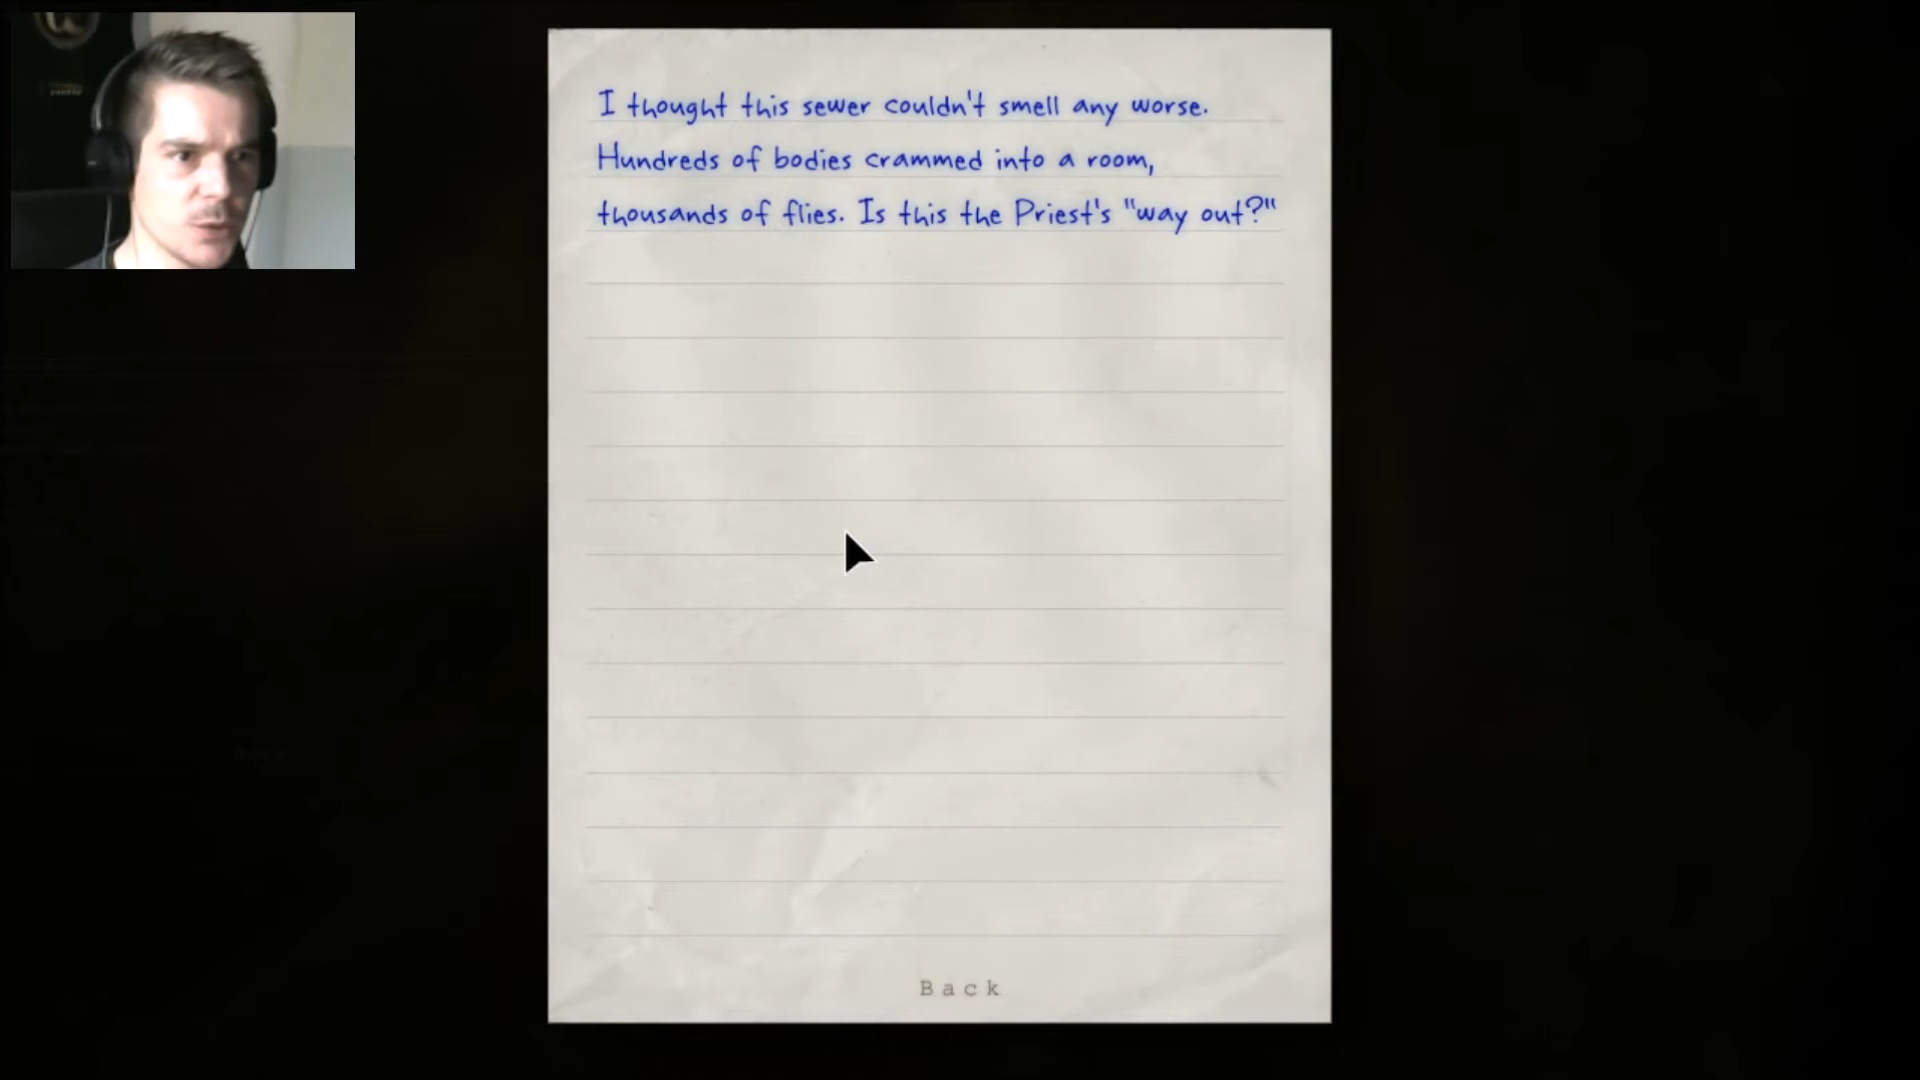 I thought this sewer couldn't smell any worse.
Hundreds of bodies crammed into a room,
thousands of flies. Is this the Priest's "way out?"
Back